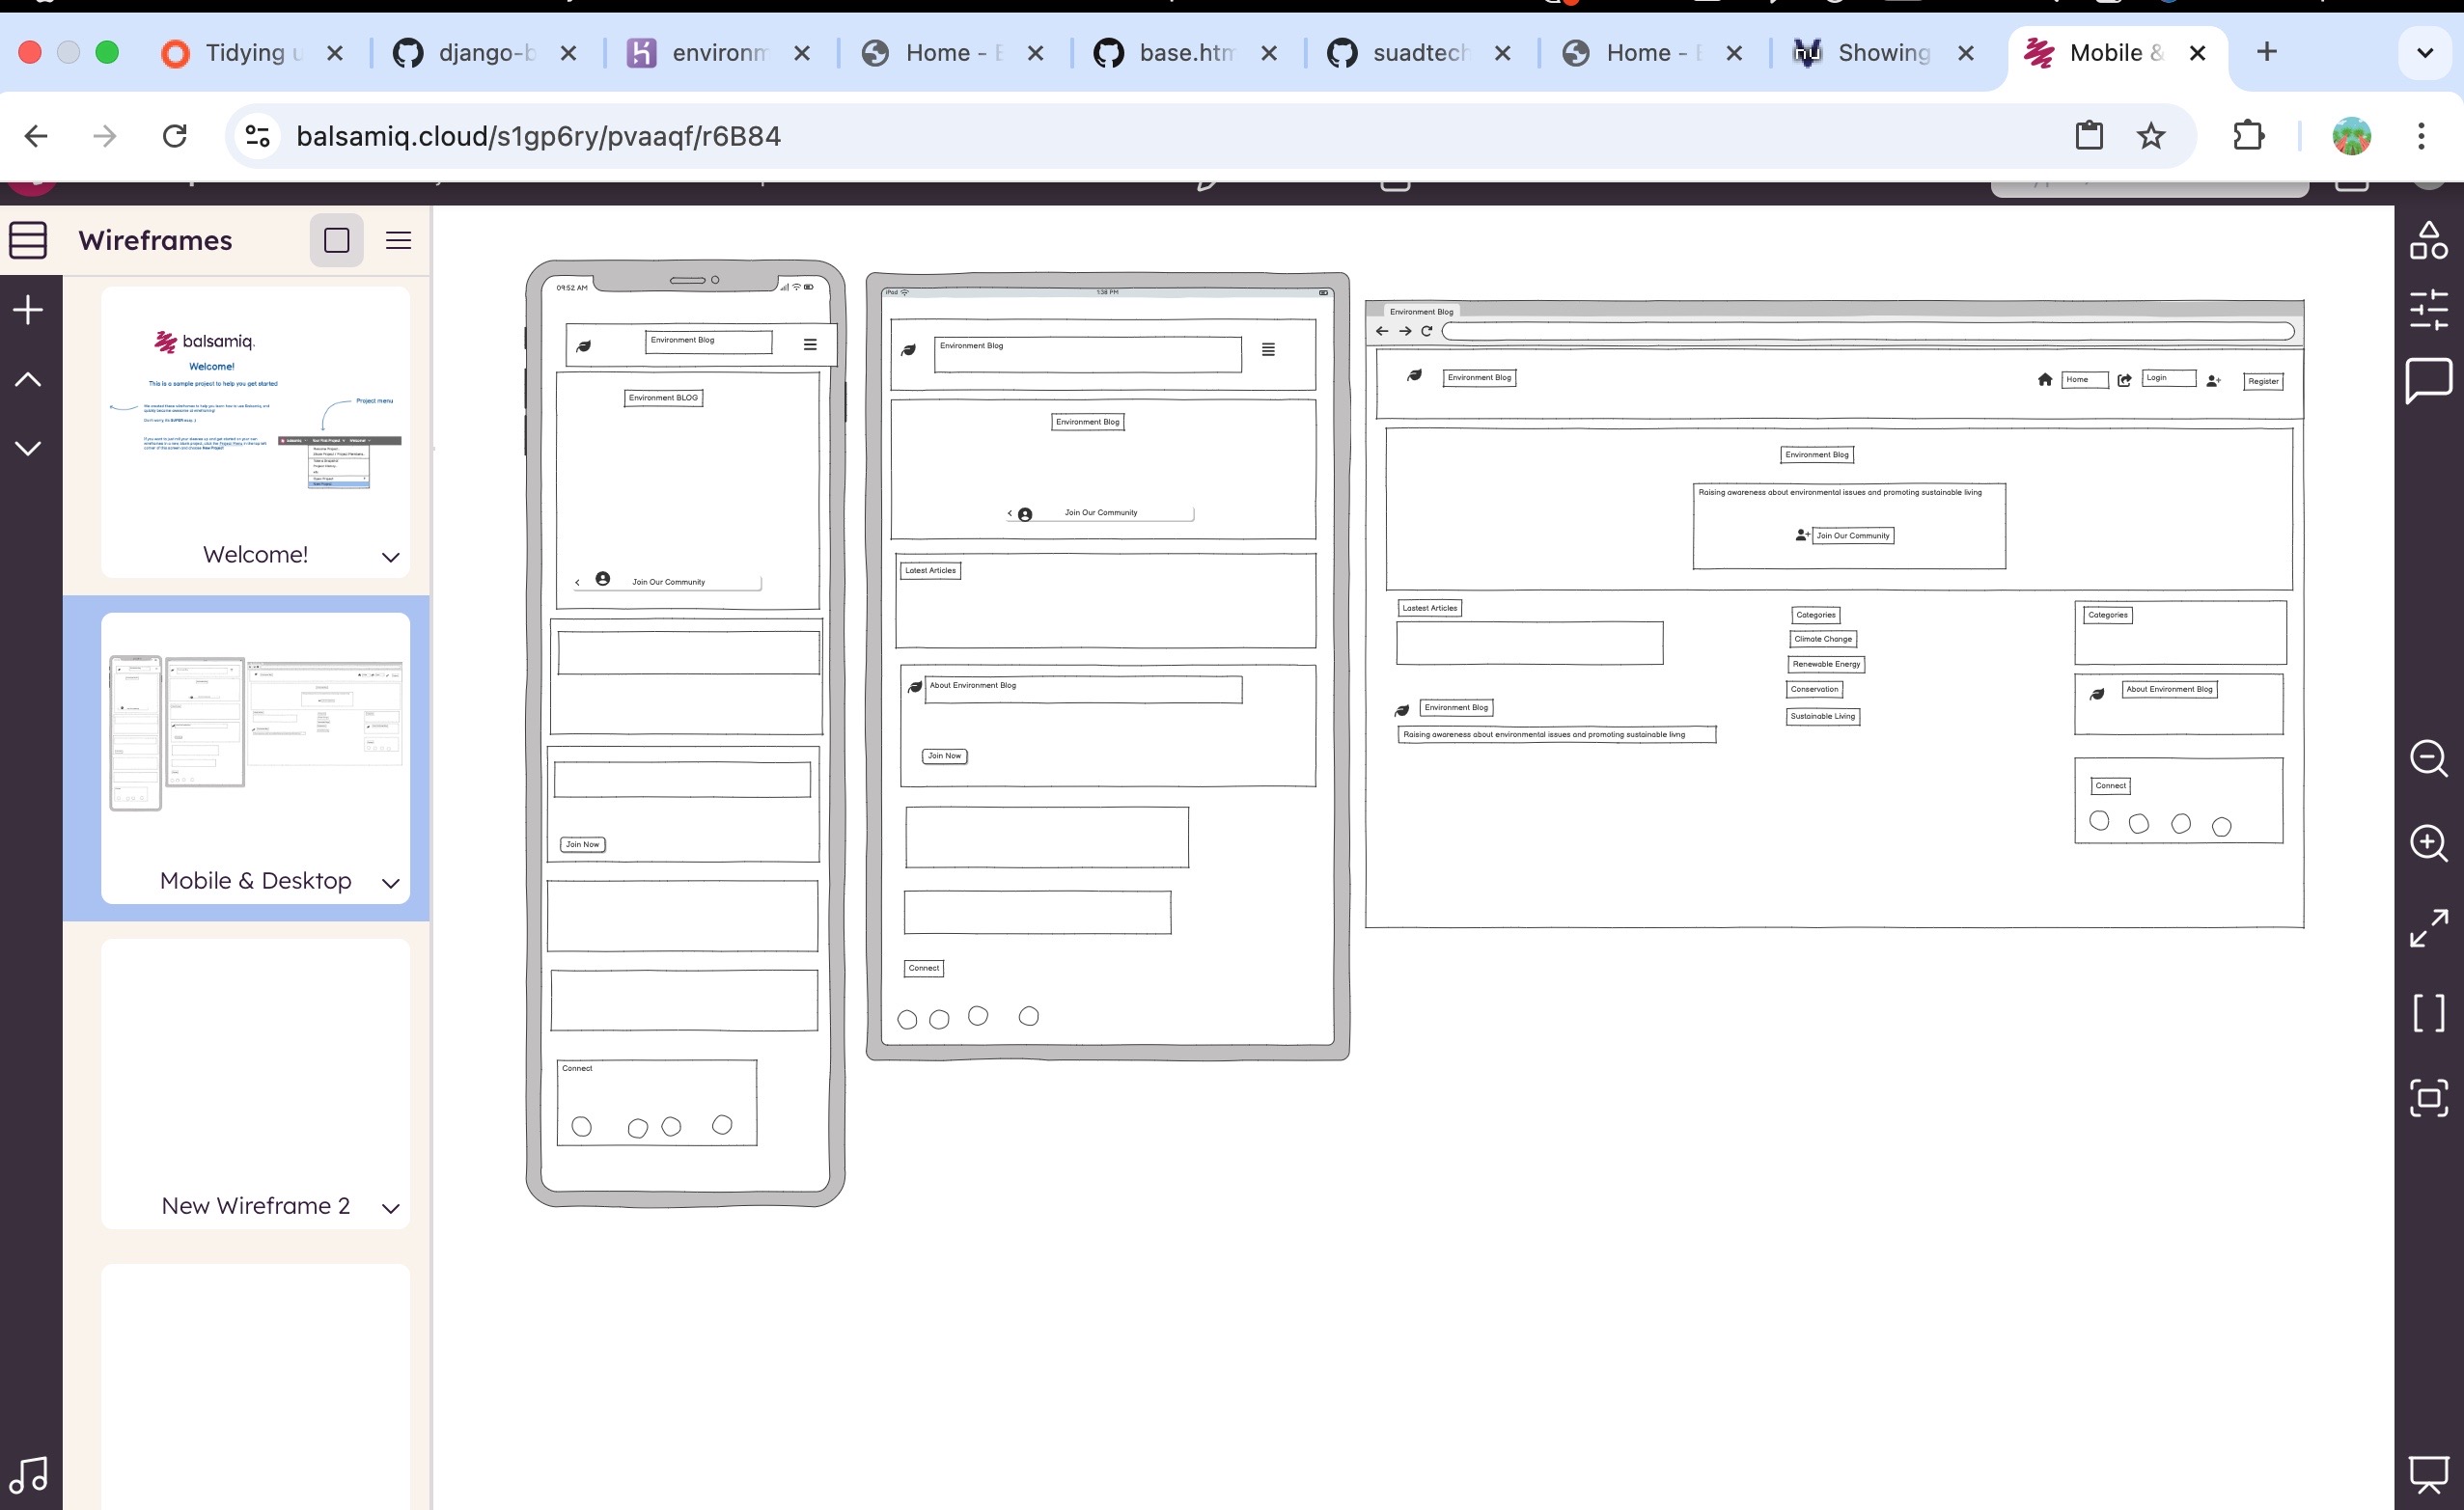 Tidying u
django-b
environm
Home - E
base.htm
suadtech
Home - E
Showing
Mobile &
balsamiq.cloud/s1gp6ry/pvaaqf/r6B84
Wireframes
balsamiq.
Welcome!
This is a sample project to help you get started
Project menu
Welcome!
Mobile & Desktop
New Wireframe 2
09:52 AM
Environment Blog
Environment BLOG
Join Our Community
Join Now
Connect
iPad
1:38 PM
Environment Blog
Environment Blog
Join Our Community
Latest Articles
About Environment Blog
Join Now
Connect
Environment Blog
Environment Blog
Home
Login
Register
Environment Blog
Raising awareness about environmental issues and promoting sustainable living
Join Our Community
Lastest Articles
Environment Blog
Raising awareness about environmental issues and promoting sustainable livng
Categories
Climate Change
Renewable Energy
Conservation
Sustainable Living
Categories
About Environment Blog
Connect